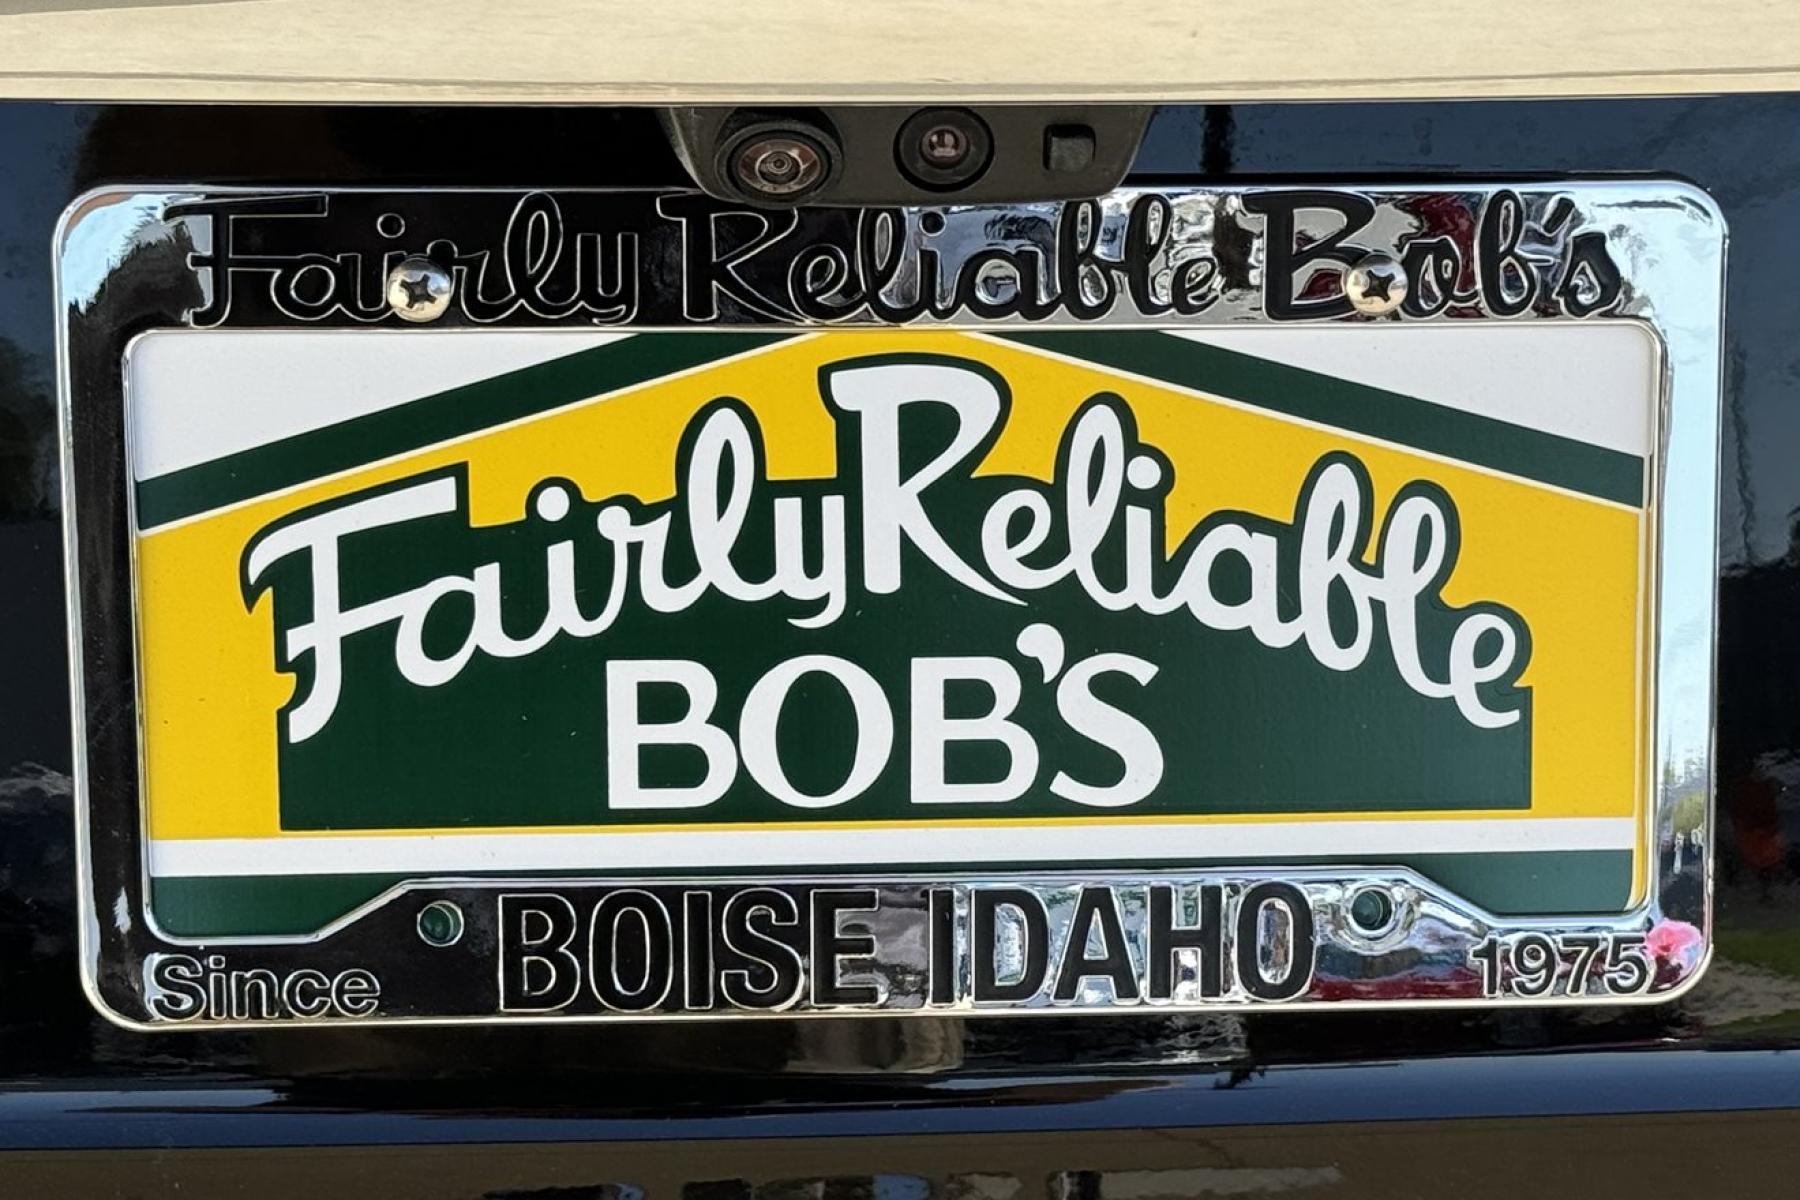 Fairly Reliable Bob's
Fairly Reliable
BOB'S
BOISE IDAHO
Since 1975